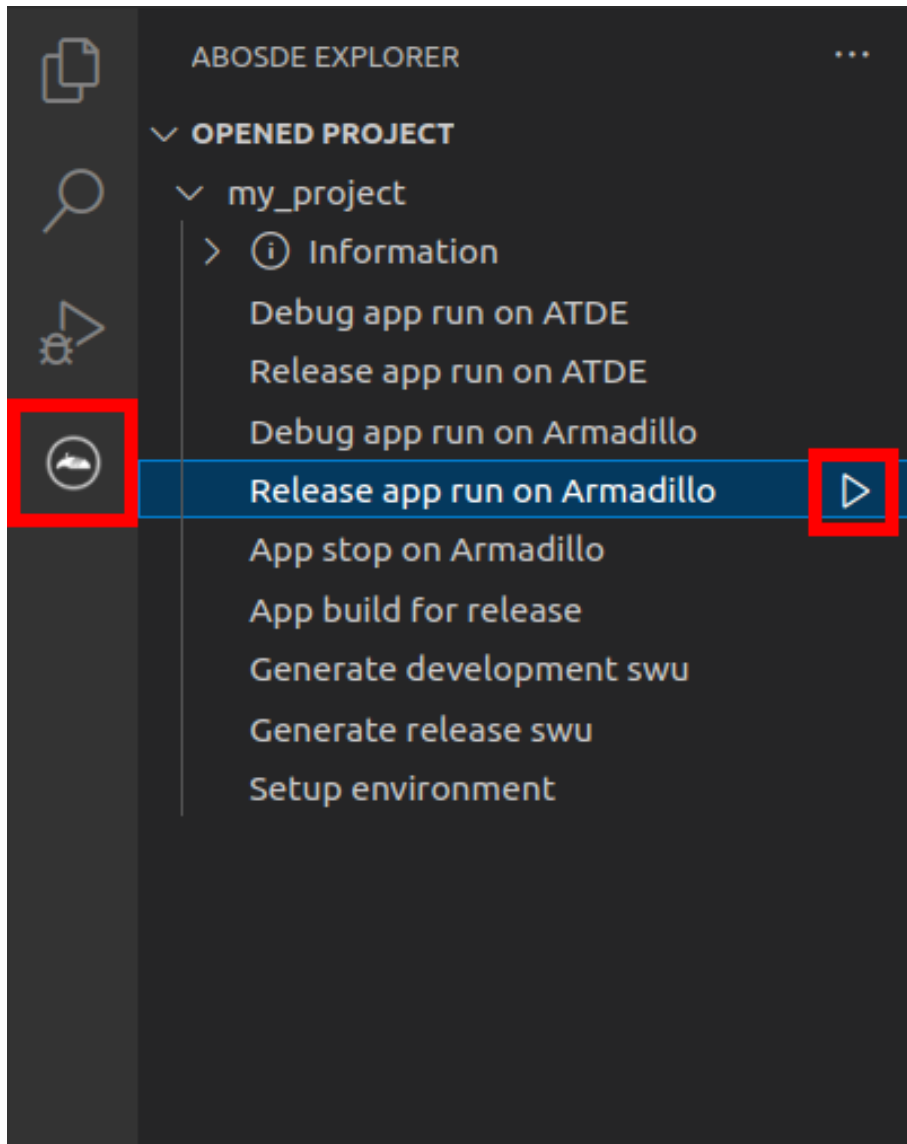 ABOSDE EXPLORER
OPENED PROJECT
my_project
Information
Debug app run on ATDE
Release app run on ATDE
Debug app run on Armadillo
Release app run on Armadillo
App stop on Armadillo
App build for release
Generate development swu
Generate release swu
Setup environment